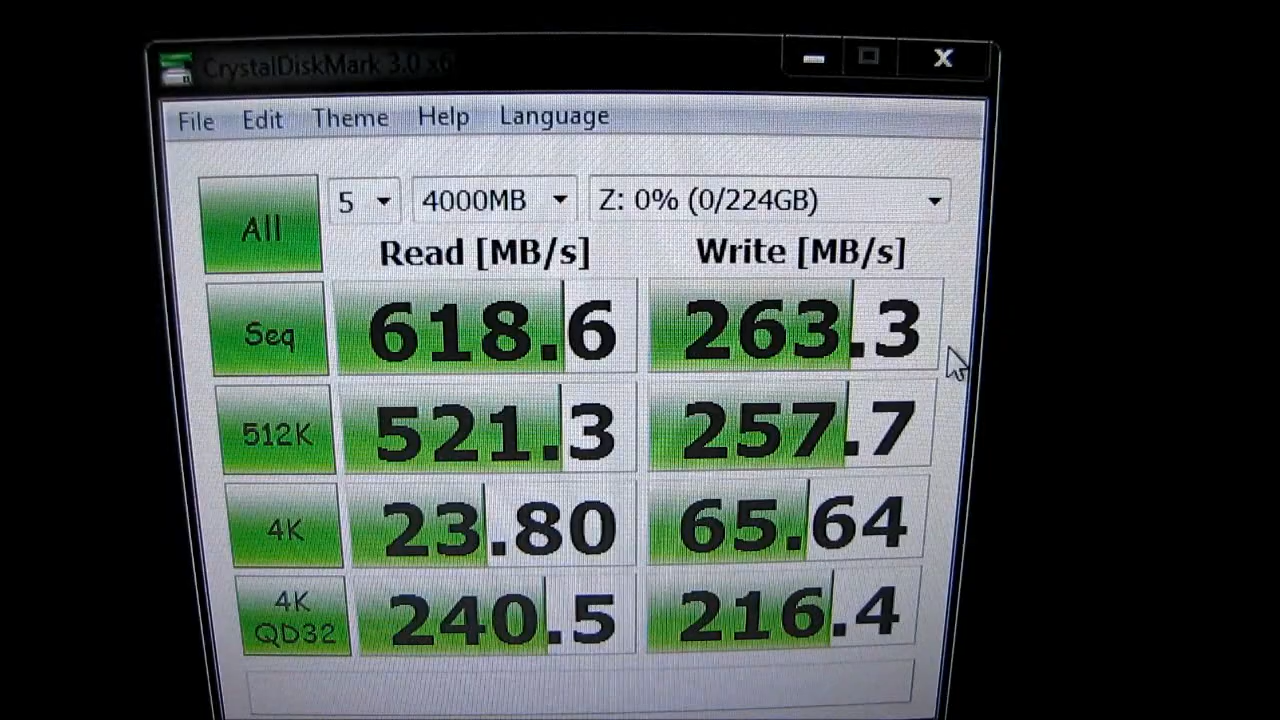 CrystalDiskMark 3.0 x6
File Edit Theme Help Language
All 5 4000MB Z: 0% (0/224GB)
Read [MB/s] Write [MB/s]
Seq 618.6 263.3
512K 521.3 257.7
4K 23.80 65.64
4K
QD32 240.5 216.4